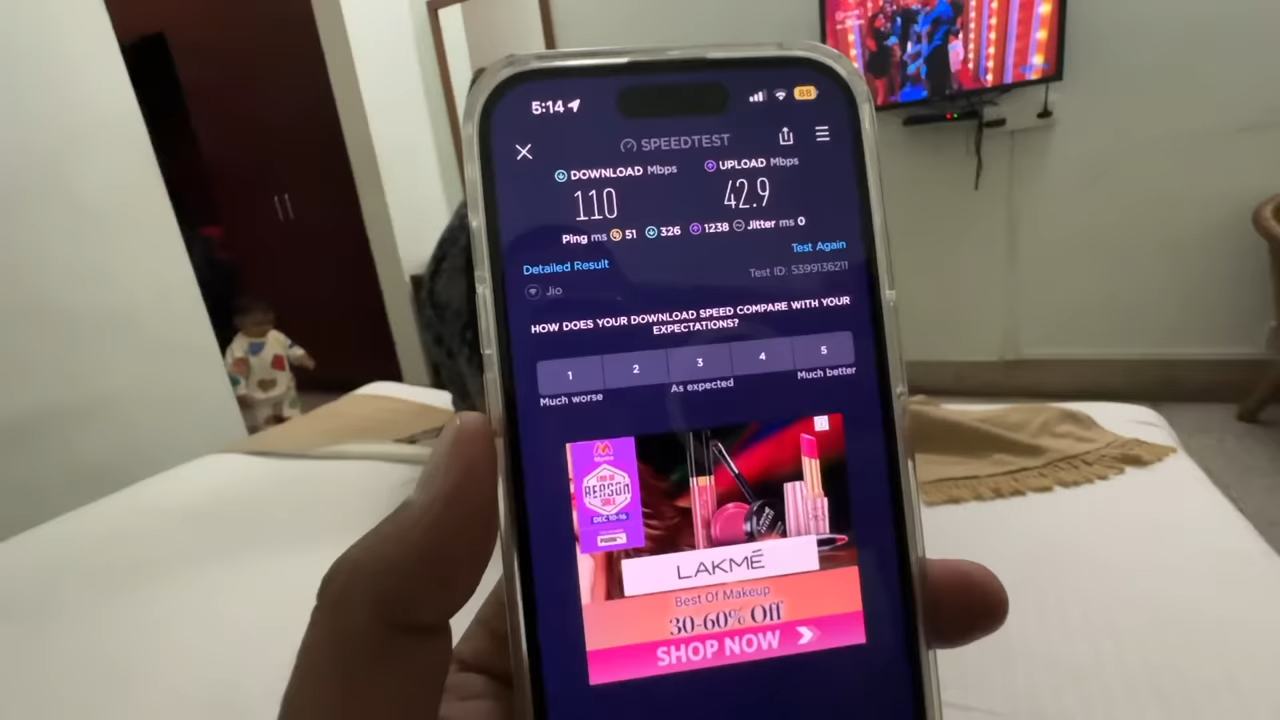 5:14
88
SPEEDTEST
DOWNLOAD Mbps
UPLOAD Mbps
110
42.9
Ping ms 51 326 1238 Jitter ms 0
Detailed Result
Test Again
Jio
Test ID: 5399136211
HOW DOES YOUR DOWNLOAD SPEED COMPARE WITH YOUR
EXPECTATIONS?
1 2 3 4 5
Much worse
As expected
Much better
Myntra
END OF
REASON
SALE
DEC 10-16
PUMA
LAKMÉ
Best Of Makeup
30-60% Off
SHOP NOW